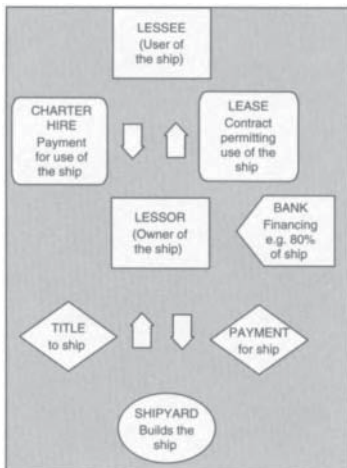 LESSEE
(User of
the ship)
CHARTER
HIRE
Payment
for use of
the ship
LEASE
Contract
permitting
use of the
ship
LESSOR
(Owner of
the ship)
BANK
Financing
e.g. 80%
of ship
TITLE
to ship
PAYMENT
for ship
SHIPYARD
Builds the
ship